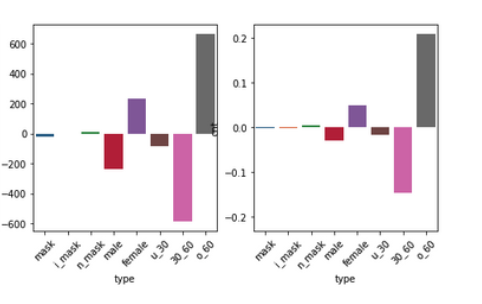 600
400
200
0
−200
−400
−600
mask
i_mask
n_mask
male
female
u_30
30_60
o_60
type
0.2
0.1
0.0
−0.1
−0.2
mask
i_mask
n_mask
male
female
u_30
30_60
o_60
type